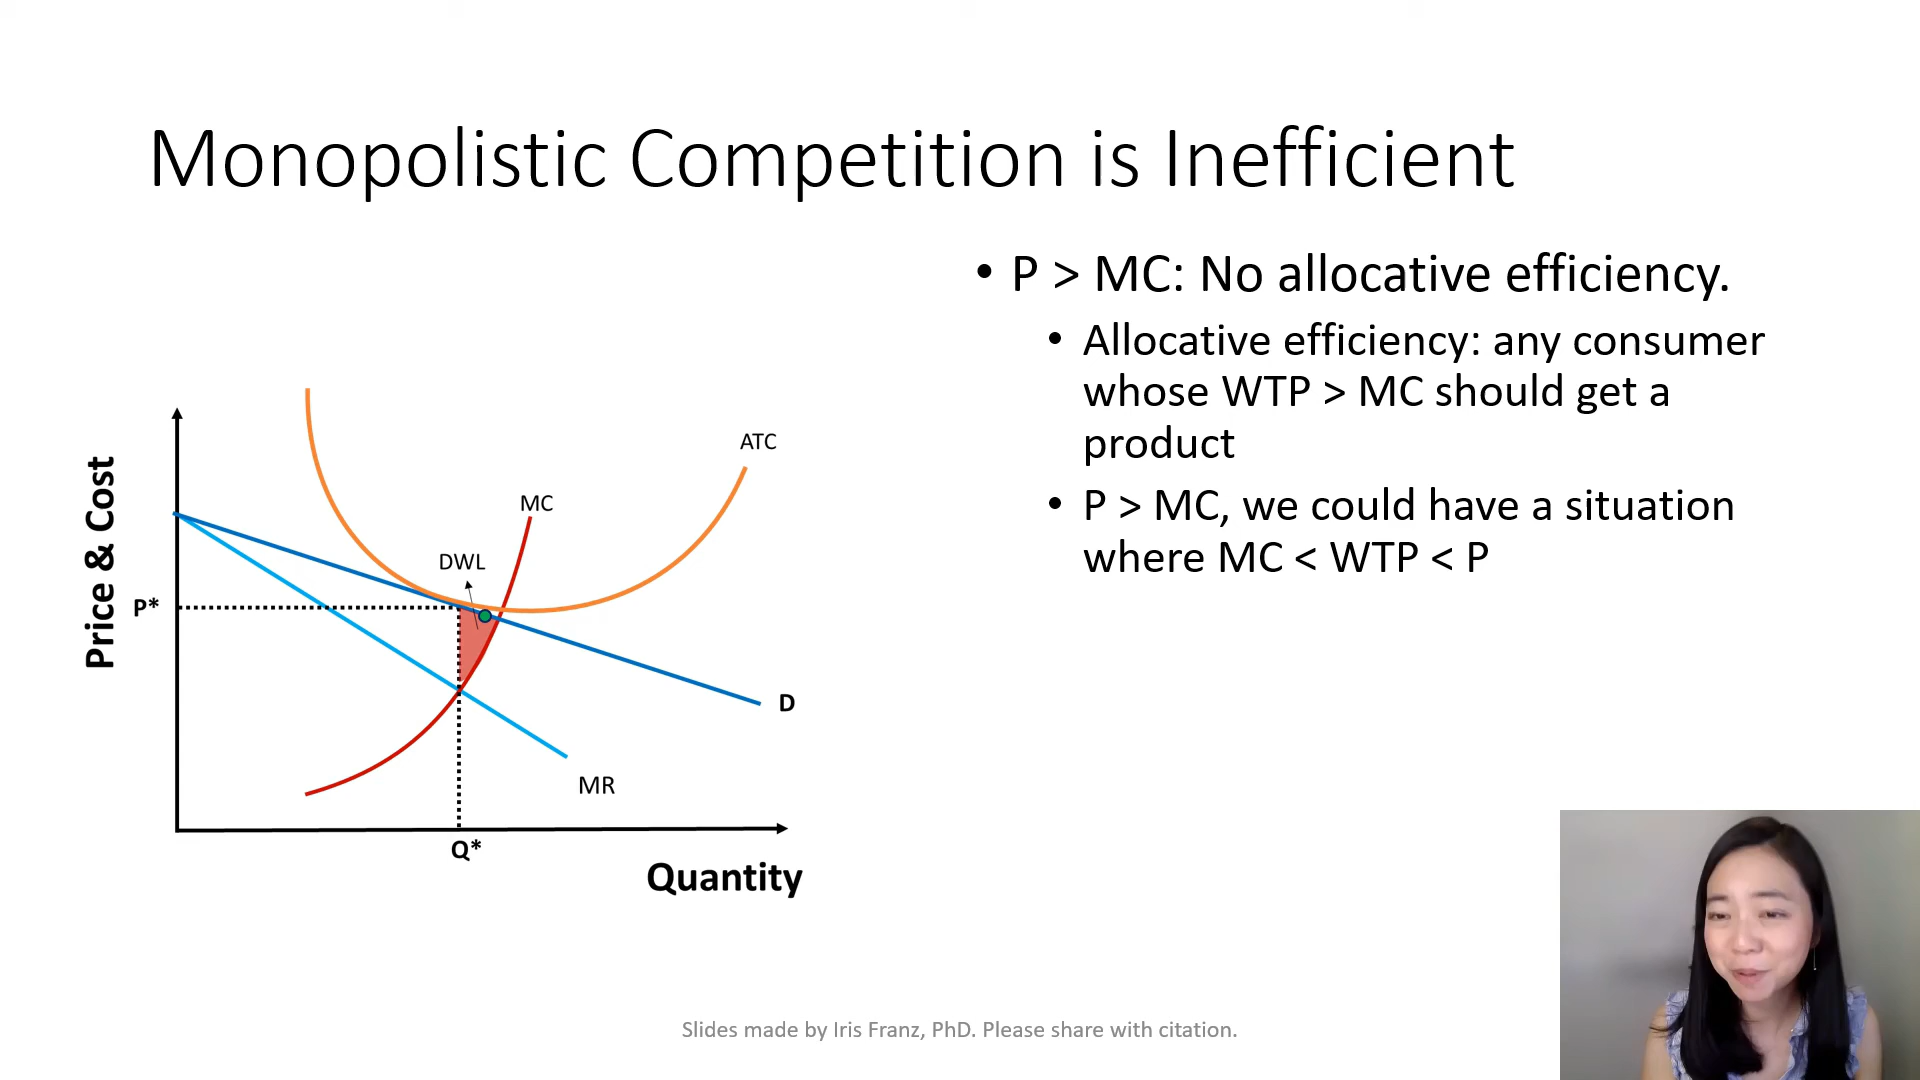 Monopolistic Competition is Inefficient
• P > MC: No allocative efficiency.
• Allocative efficiency: any consumer
whose WTP > MC should get a
product
• P > MC, we could have a situation
where MC < WTP < P
Price & Cost
ATC
MC
DWL
P*
D
MR
Q*
Quantity
Slides made by Iris Franz, PhD. Please share with citation.